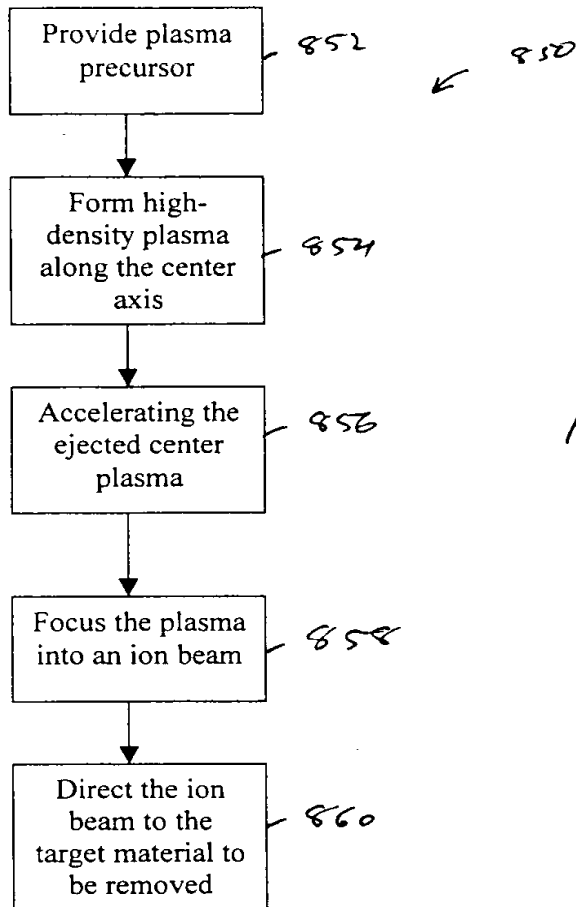 Provide plasma
precursor
852
850
Form high-
density plasma
along the center
axis
854
Accelerating the
ejected center
plasma
856
Focus the plasma
into an ion beam
858
Direct the ion
beam to the
target material to
be removed
860